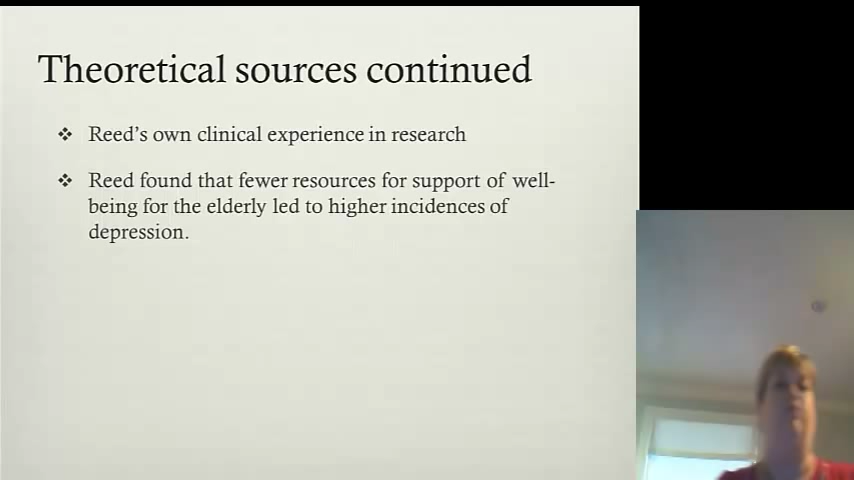 Theoretical sources continued
❖ Reed's own clinical experience in research
❖ Reed found that fewer resources for support of well-
being for the elderly led to higher incidences of
depression.